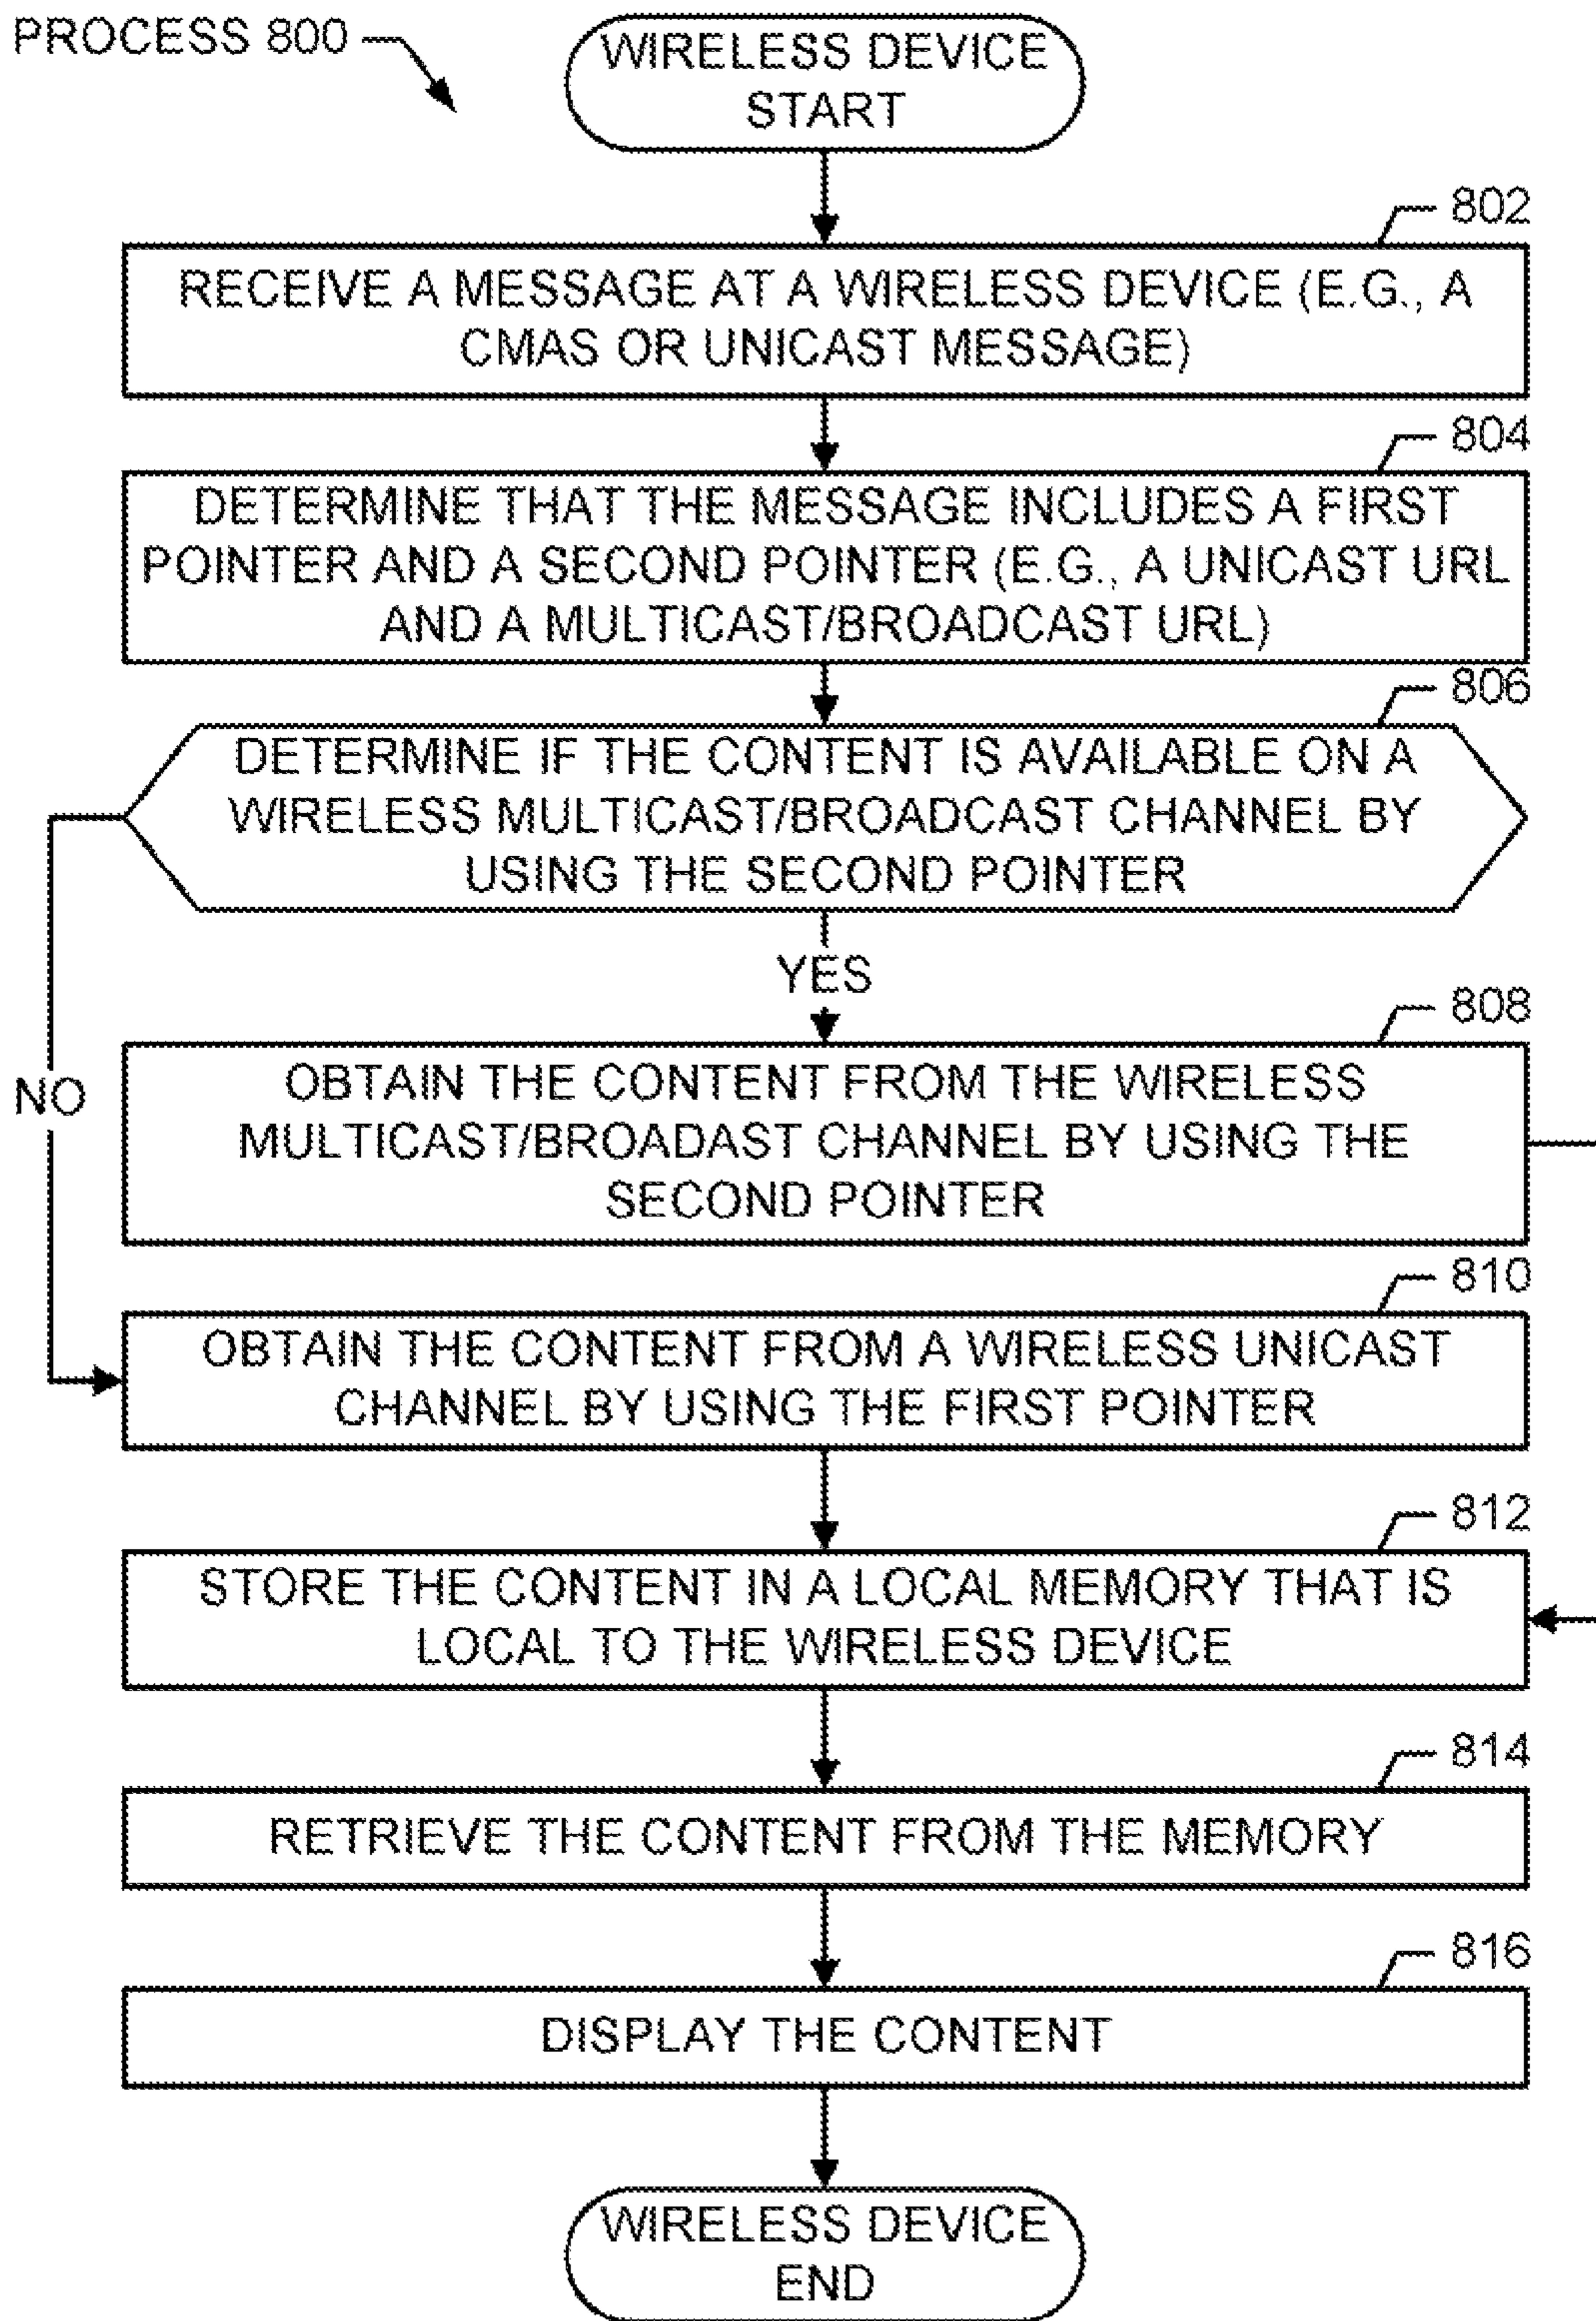 PROCESS 800
WIRELESS DEVICE
START
802
RECEIVE A MESSAGE AT A WIRELESS DEVICE (E.G., A
CMAS OR UNICAST MESSAGE)
804
DETERMINE THAT THE MESSAGE INCLUDES A FIRST
POINTER AND A SECOND POINTER (E.G., A UNICAST URL
AND A MULTICAST/BROADCAST URL)
806
DETERMINE IF THE CONTENT IS AVAILABLE ON A
WIRELESS MULTICAST/BROADCAST CHANNEL BY
USING THE SECOND POINTER
YES
808
NO
OBTAIN THE CONTENT FROM THE WIRELESS
MULTICAST/BROADAST CHANNEL BY USING THE
SECOND POINTER
810
OBTAIN THE CONTENT FROM A WIRELESS UNICAST
CHANNEL BY USING THE FIRST POINTER
812
STORE THE CONTENT IN A LOCAL MEMORY THAT IS
LOCAL TO THE WIRELESS DEVICE
814
RETRIEVE THE CONTENT FROM THE MEMORY
816
DISPLAY THE CONTENT
WIRELESS DEVICE
END